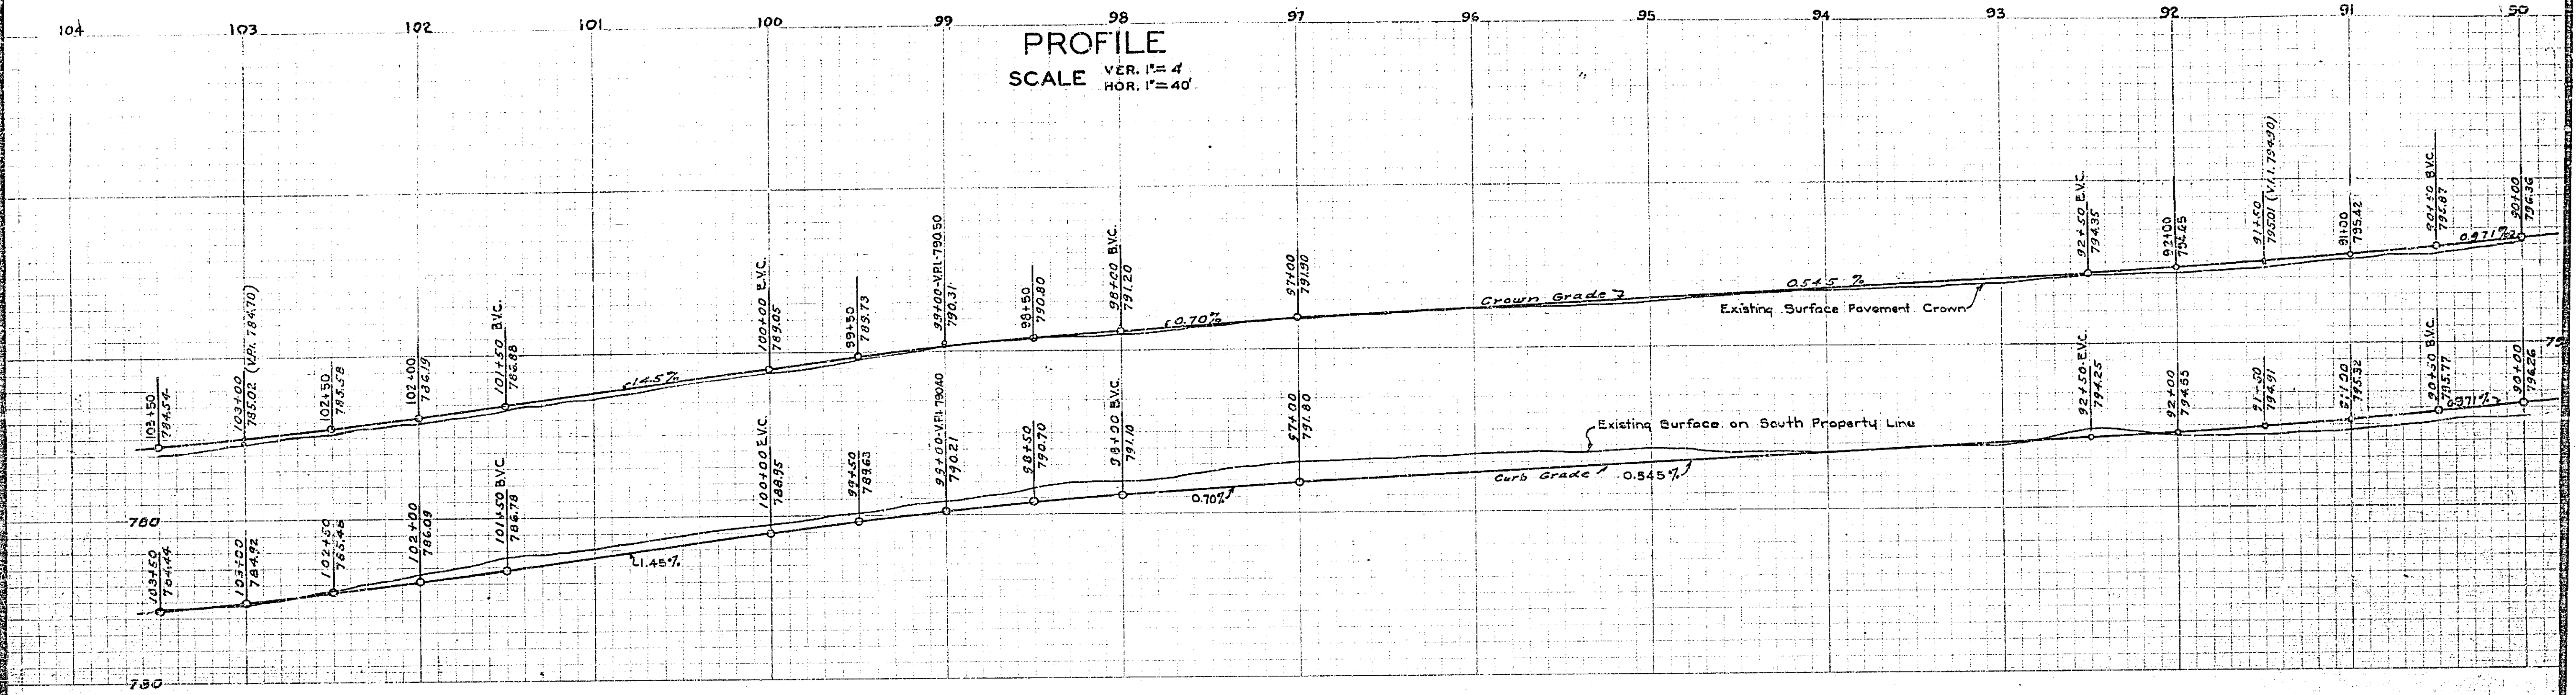 104 103 102 101 100 99 98 97 96 95 94 93 92 91 90
PROFILE
SCALE VER. 1"=4'
HOR. 1"=40'
103+50
784.54
103+00
785.02 (V.P.I. 784.70)
102+50
785.58
102+00
786.19
101+50 B.V.C.
786.88
1.45%
100+00 E.V.C.
789.05
99+50
789.73
99+00-V.P.I.-790.50
790.31
98+50
790.80
98+00 B.V.C.
791.20
0.70%
97+00
791.90
Crown Grade
0.545 %
Existing Surface Pavement Crown
92+50 E.V.C.
794.35
92+00
794.65
91+50
795.01 (V.P.I. 794.90)
91+00
795.42
90+50 B.V.C.
795.87
0.971%
90+00
796.36
79
103+50
784.44
103+00
784.92
102+50
785.48
102+00
786.09
101+50 B.V.C.
786.78
1.45%
100+00 E.V.C.
788.95
99+50
789.63
99+00-V.P.I. 790.40
790.21
98+50
790.70
98+00 B.V.C.
791.10
0.70%
97+00
791.80
Existing Surface on South Property Line
Curb Grade 0.545%
92+50-E.V.C.
794.25
92+00
91+50
794.91
91+00
795.32
90+50 B.V.C.
795.77
0.971%
90+00
796.26
780
780